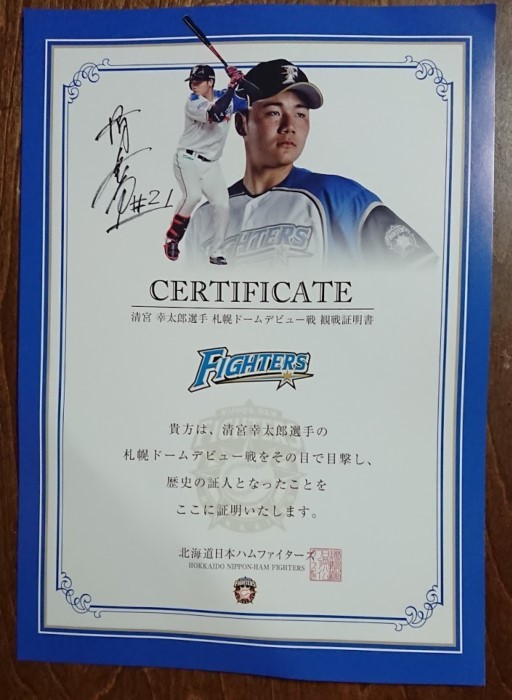 #21
FIGHTERS
CERTIFICATE
清宮 幸太郎選手 札幌ドームデビュー戦 観戦証明書
FIGHTERS
貴方は、清宮幸太郎選手の
札幌ドームデビュー戦をその目で目撃し、
歴史の証人となったことを
ここに証明いたします。
北海道日本ハムファイターズ
HOKKAIDO NIPPON-HAM FIGHTERS
FIGHTERS